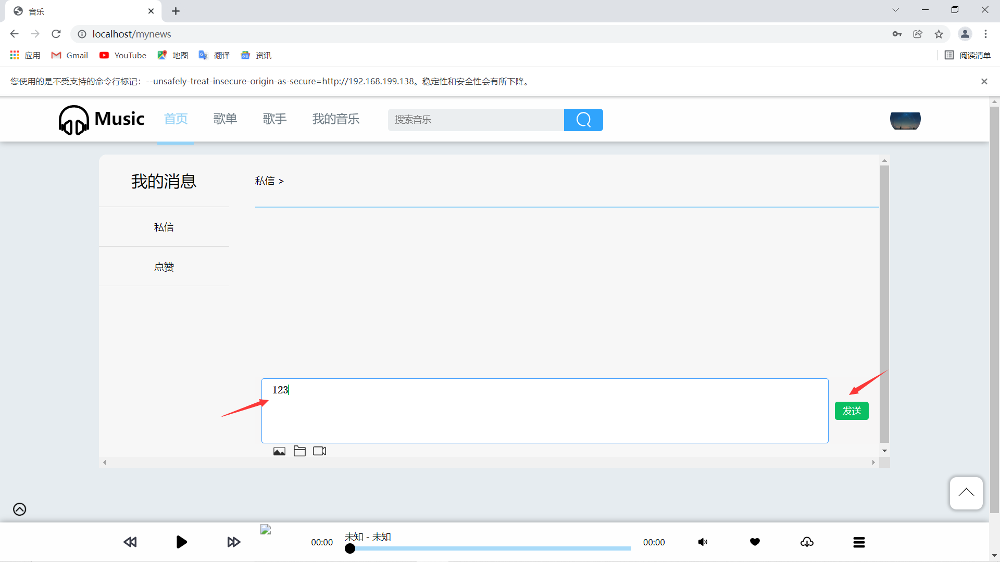 音乐
localhost/mynews
应用 Gmail YouTube 地图 翻译 资讯 阅读清单
您使用的是不受支持的命令行标记：--unsafely-treat-insecure-origin-as-secure=http://192.168.199.138。稳定性和安全性会有所下降。
Music 首页 歌单 歌手 我的音乐 搜索音乐
我的消息
私信 >
私信
点赞
123
发送
00:00 未知 - 未知 00:00